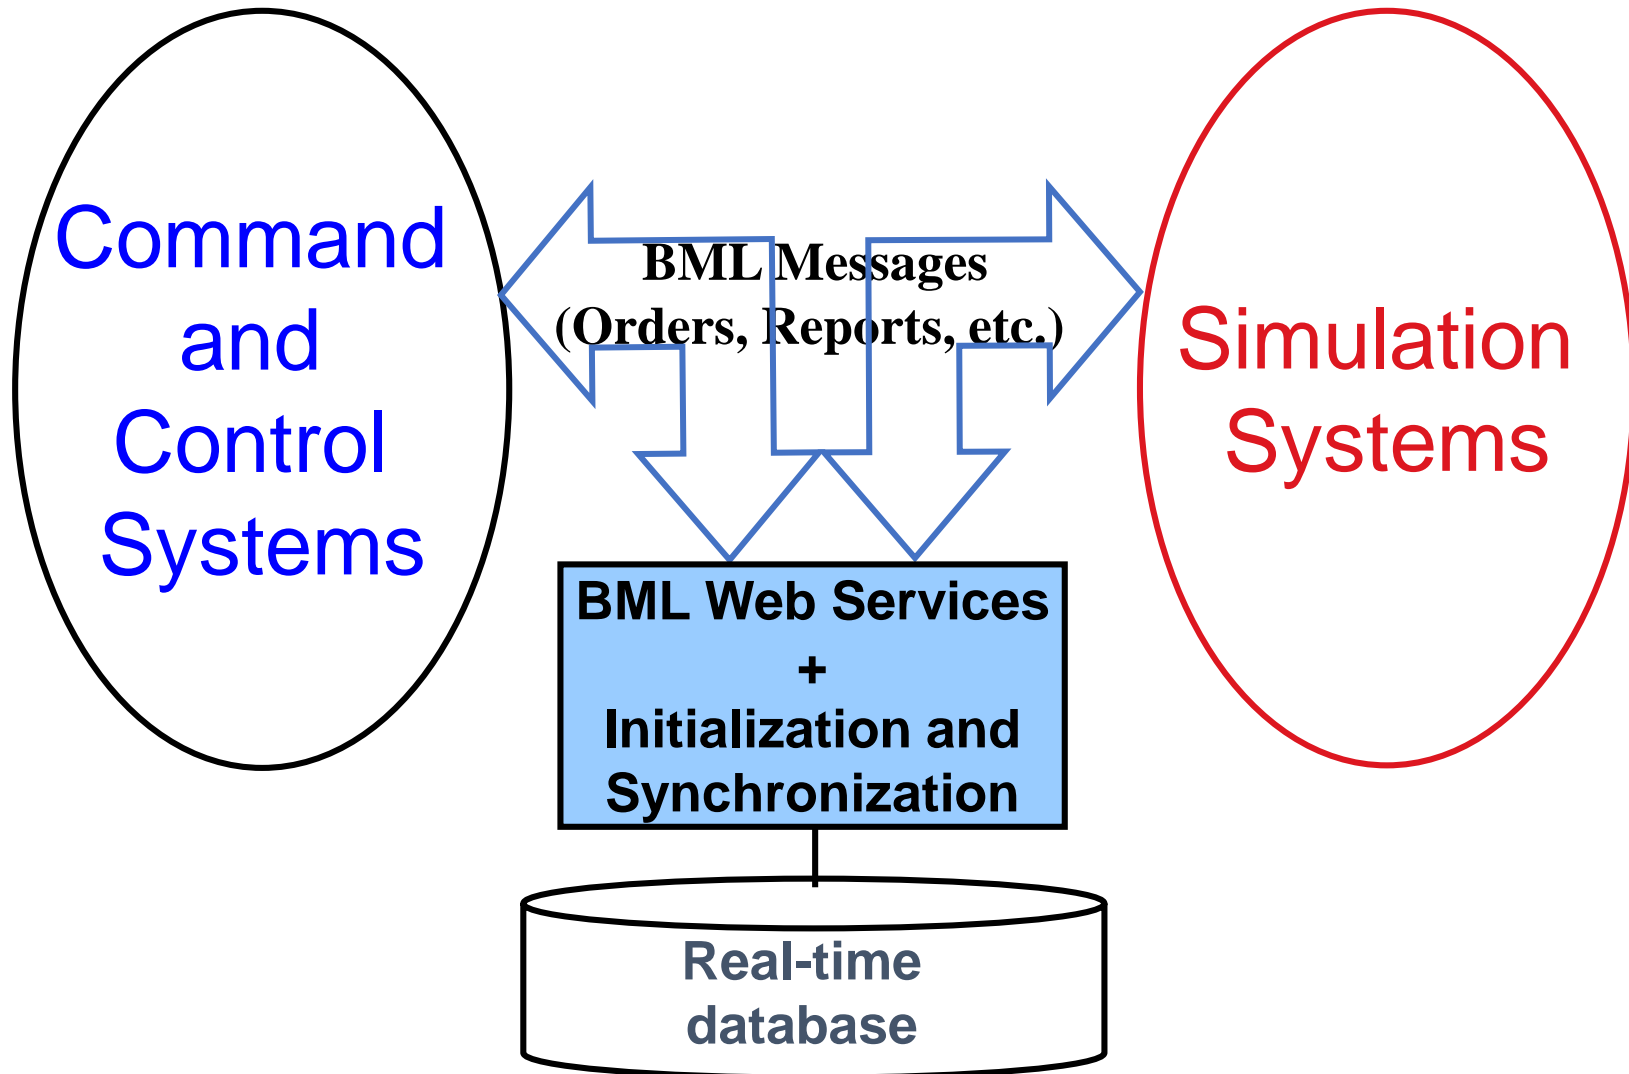 Command
and
Control
Systems
BML Messages
(Orders, Reports, etc.)
Simulation
Systems
BML Web Services
+
Initialization and
Synchronization
Real-time
database